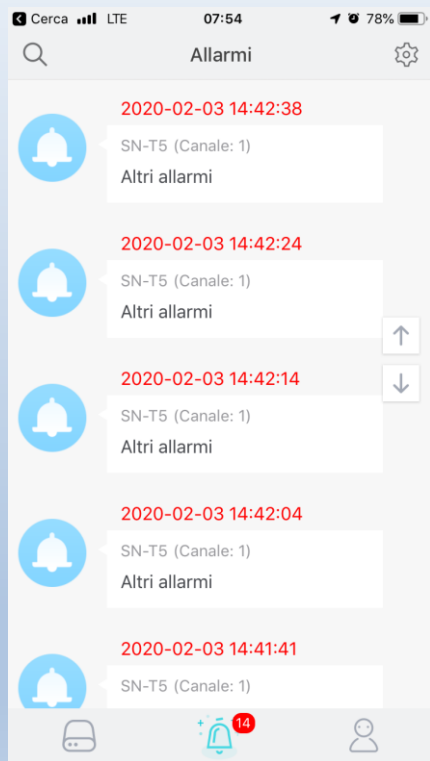 Cerca LTE 07:54 78%
Allarmi
2020-02-03 14:42:38
SN-T5 (Canale: 1)
Altri allarmi
2020-02-03 14:42:24
SN-T5 (Canale: 1)
Altri allarmi
2020-02-03 14:42:14
SN-T5 (Canale: 1)
Altri allarmi
2020-02-03 14:42:04
SN-T5 (Canale: 1)
Altri allarmi
2020-02-03 14:41:41
SN-T5 (Canale: 1)
14